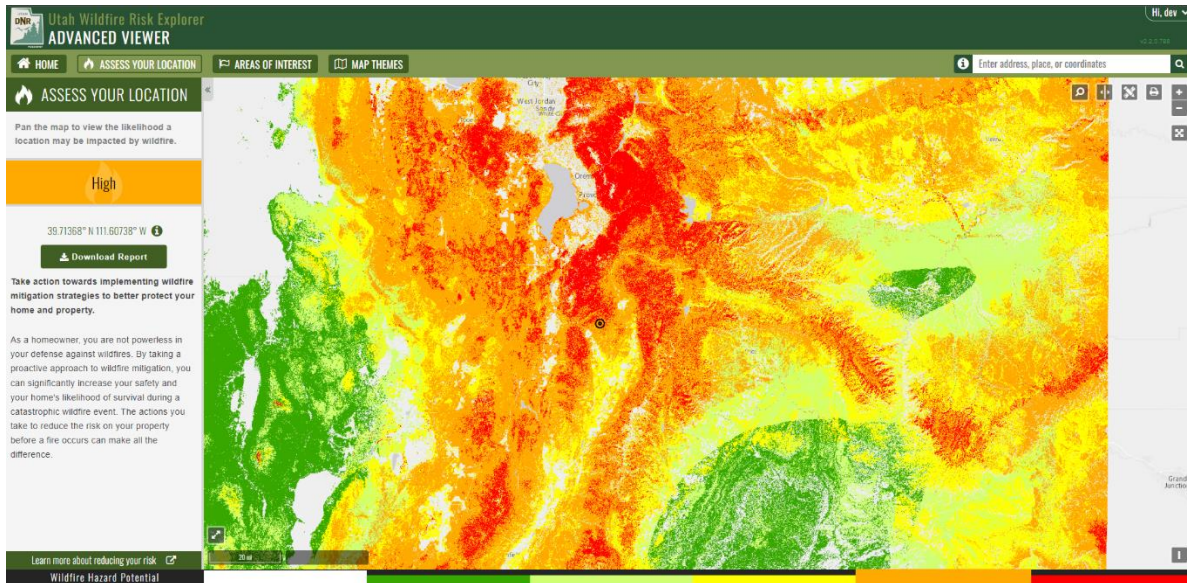 DNR
Utah Wildfire Risk Explorer
ADVANCED VIEWER
Hi, dev
HOME
ASSESS YOUR LOCATION
AREAS OF INTEREST
MAP THEMES
Enter address, place, or coordinates
ASSESS YOUR LOCATION
Pan the map to view the likelihood a
location may be impacted by wildfire.
High
39.71368° N 111.60738° W
Download Report
Take action towards implementing wildfire
mitigation strategies to better protect your
home and property.
As a homeowner, you are not powerless in
your defense against wildfires. By taking a
proactive approach to wildfire mitigation, you
can significantly increase your safety and
your home's likelihood of survival during a
catastrophic wildfire event. The actions you
take to reduce the risk on your property
before a fire occurs can make all the
difference.
City
West Jordan
Sandy
Orem
Provo
Grand
Junction
20 mi
Learn more about reducing your risk
Wildfire Hazard Potential